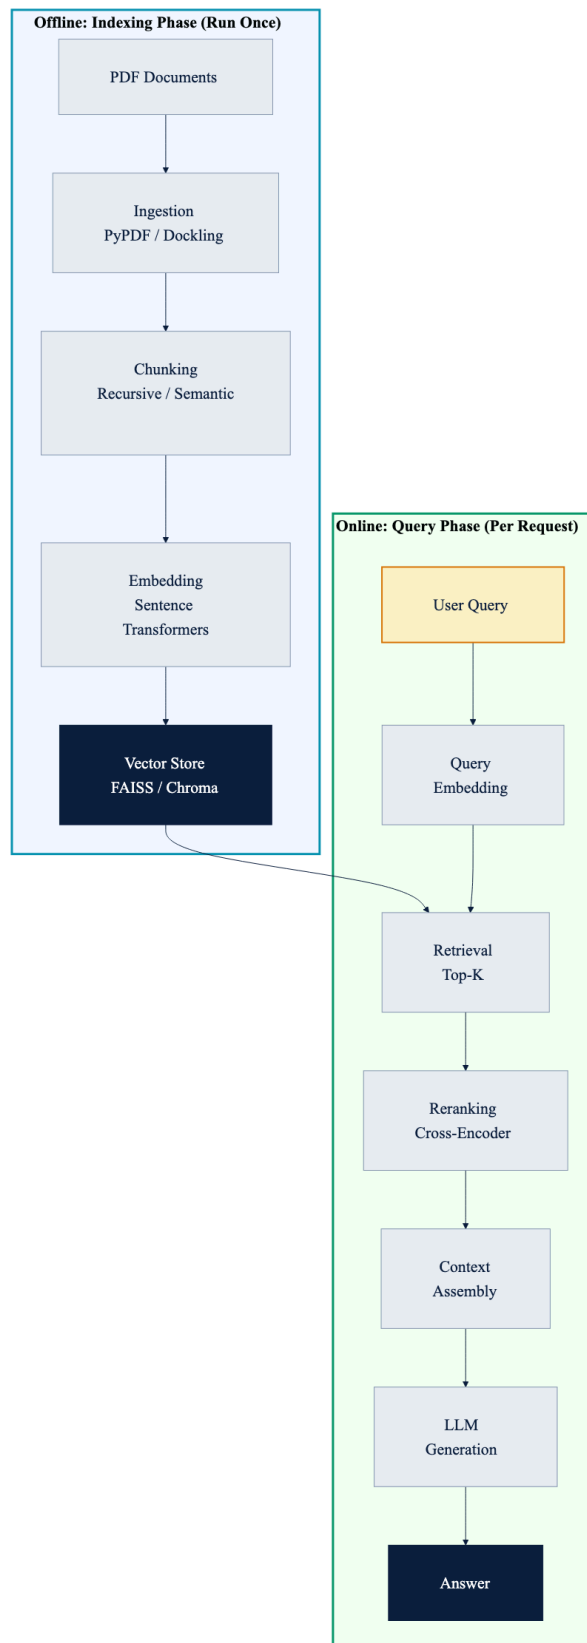 Offline: Indexing Phase (Run Once)
PDF Documents
Ingestion
PyPDF / Dockling
Chunking
Recursive / Semantic
Embedding
Sentence
Transformers
Vector Store
FAISS / Chroma
Online: Query Phase (Per Request)
User Query
Query
Embedding
Retrieval
Top-K
Reranking
Cross-Encoder
Context
Assembly
LLM
Generation
Answer